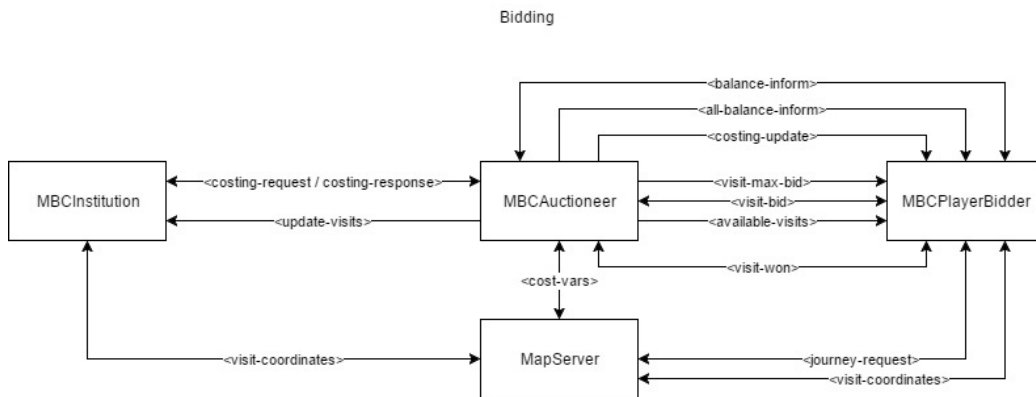 Bidding
<balance-inform>
<all-balance-inform>
<costing-update>
MBCInstitution
<costing-request / costing-response>
<update-visits>
MBCAuctioneer
<visit-max-bid>
<visit-bid>
<available-visits>
MBCPlayerBidder
<visit-won>
<cost-vars>
<visit-coordinates>
MapServer
<journey-request>
<visit-coordinates>